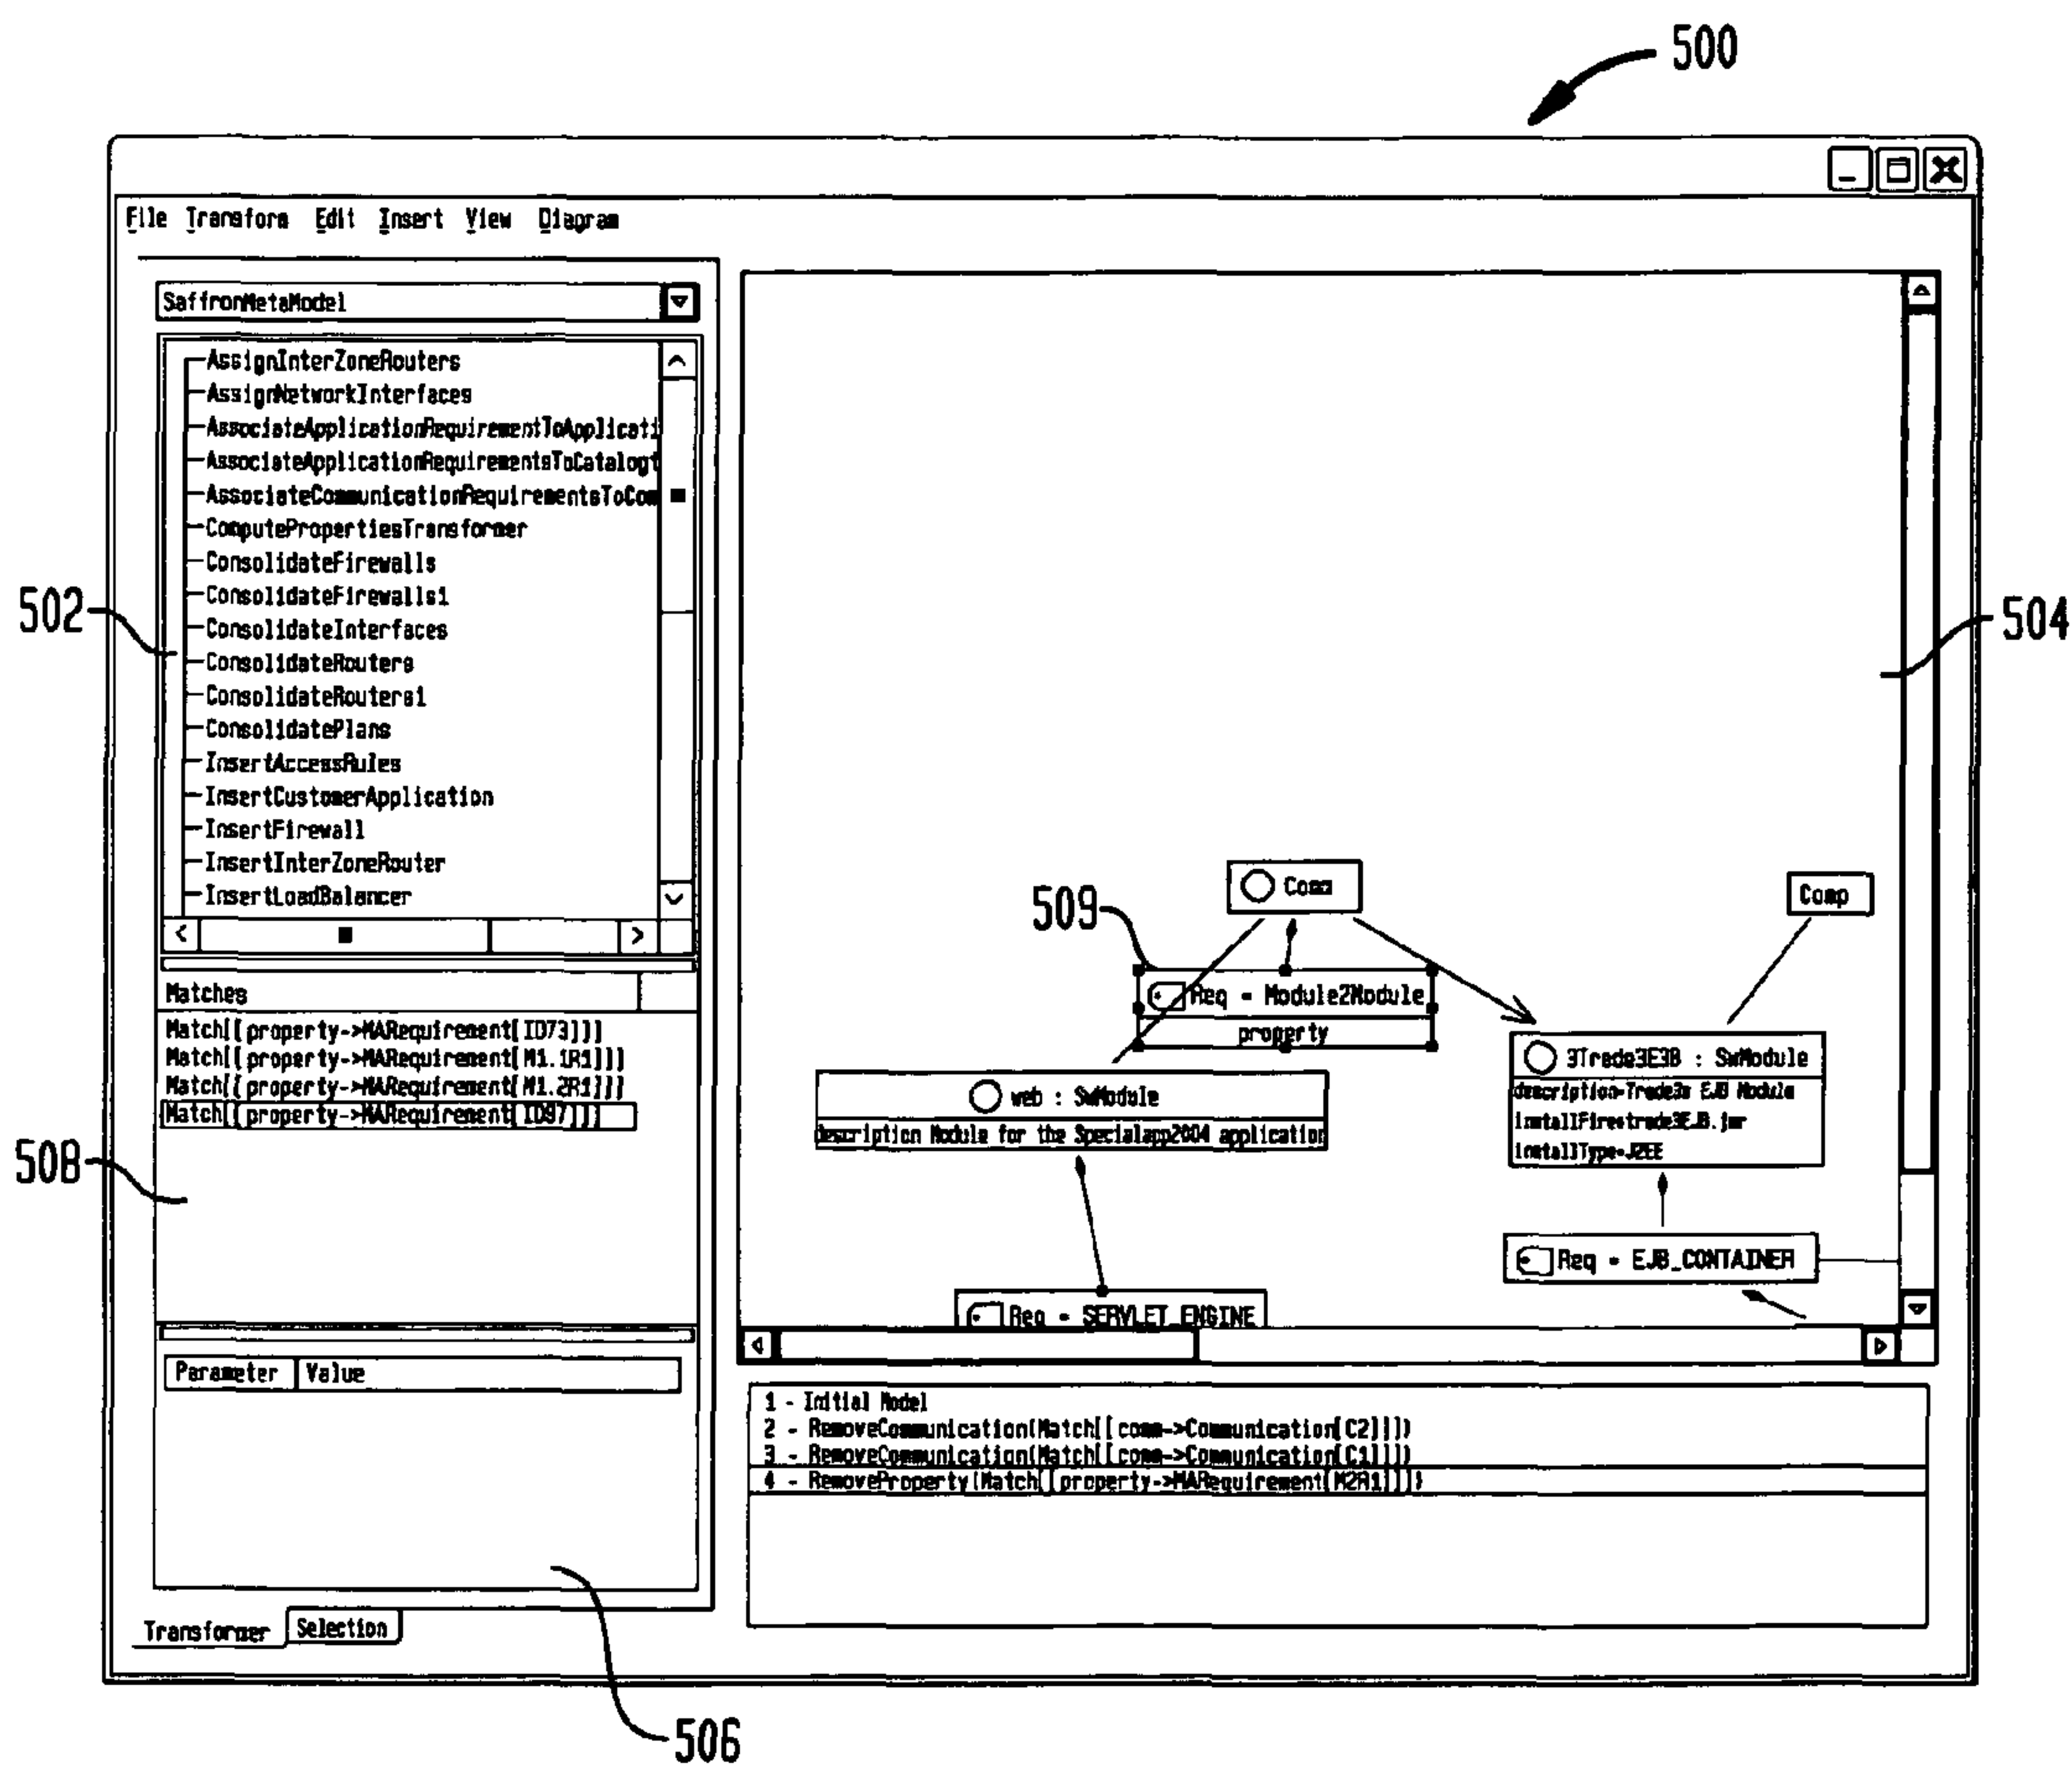 500
File Transform Edit Insert View Diagram
SaffronMetaModel
AssignInterZoneRouters
AssignNetworkInterfaces
AssociateApplicationRequirementToApplicati
AssociateApplicationRequirementsToCatalogt
AssociateCommunicationRequirementsToCom
ComputePropertiesTransformer
ConsolidateFirewalls
ConsolidateFirewalls1
ConsolidateInterfaces
ConsolidateRouters
ConsolidateRouters1
ConsolidatePlans
InsertAccessRules
InsertCustomerApplication
InsertFirewall
InsertInterZoneRouter
InsertLoadBalancer
502
Matches
Match[[property->MARequirement[ID73]]]
Match[[property->MARequirement[M1.1R1]]]
Match[[property->MARequirement[M1.2R1]]]
Match[[property->MARequirement[ID97]]]
508
Parameter Value
506
Transformer Selection
504
Comm
Comp
509
Req = Module2Module
property
web : SwModule
description Module for the Specialapp2004 application
3Trade3E3B : SwModule
description=Trade3s EJB Module
installType=J2EE
Req = EJB_CONTAINER
Req = SERVLET_ENGINE
1 - Initial Model
2 - RemoveCommunication(Match[[comm->Communication[C2]]])
3 - RemoveCommunication(Match[[comm->Communication[C1]]])
4 - RemoveProperty(Match[[property->MARequirement[M2R1]]])